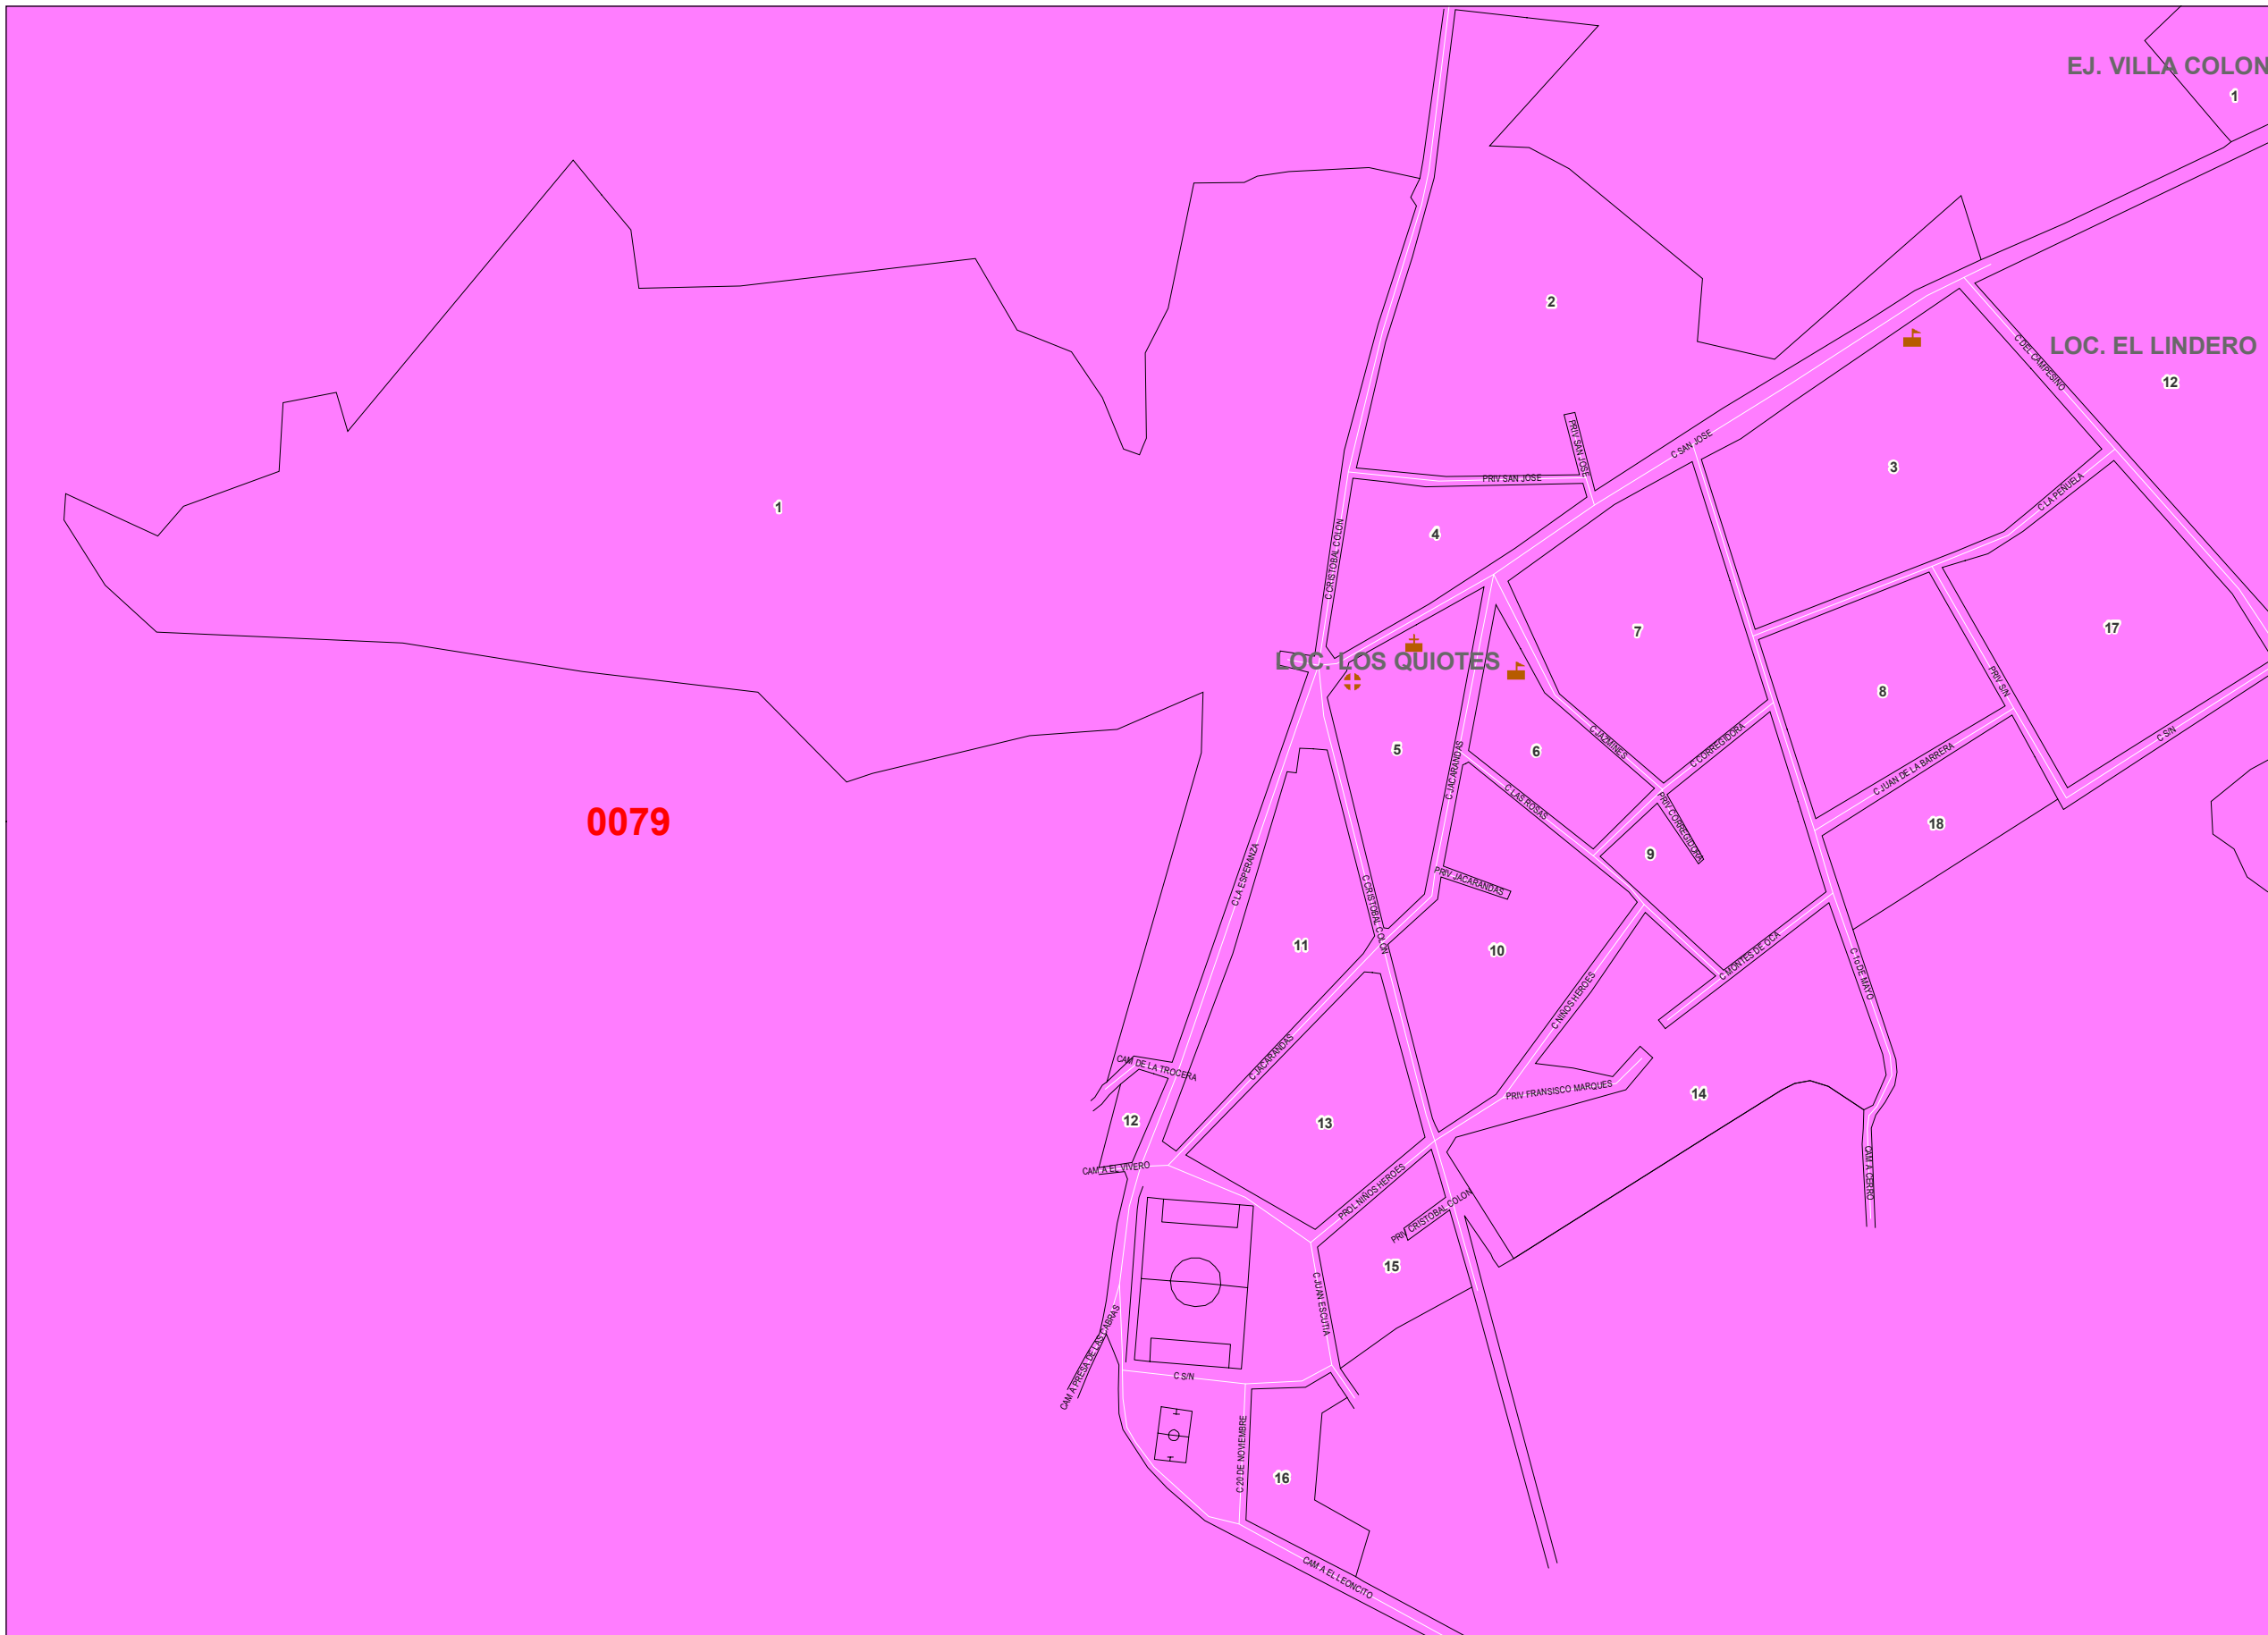 EJ. VILLA COLON
1
2
C DEL CAMPESINO
LOC. EL LINDERO
12
PRIV SAN JOSE
C SAN JOSE
3
PRIV SAN JOSE
C LA PEÑUELA
1
4
C CRISTOBAL COLON
7
17
LOC. LOS QUIOTES
8
PRIV S/N
C S/N
5
6
C JAZMINES
C CORREGIDORA
C JACARANDAS
C JUAN DE LA BARRERA
C LAS ROSAS
PRIV CORREGIDORA
0079
18
9
C LA ESPERANZA
PRIV JACARANDAS
C CRISTOBAL COLON
11
10
C MONTES DE OCA
C 1o DE MAYO
C NIÑOS HEROES
C JACARANDAS
CAM DE LA TROCERA
PRIV FRANSISCO MARQUES
14
12
13
CAM A EL VIVERO
CAM A CERRO
PROL NIÑOS HEROES
PRIV CRISTOBAL COLON
15
C JUAN ESCUTIA
CAM A PRESA DE LAS CABRAS
C S/N
C 20 DE NOVIEMBRE
16
CAM A EL LEONCITO